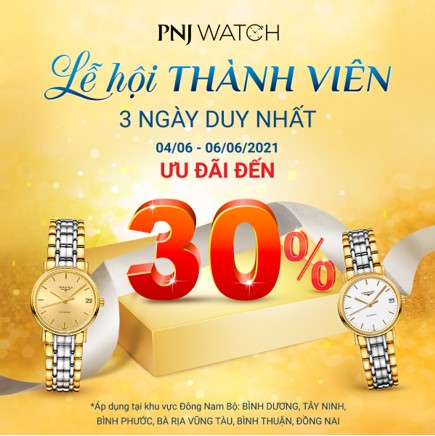 PNJ WATCH
Lễ hội THÀNH VIÊN
3 NGÀY DUY NHẤT
04/06 - 06/06/2021
ƯU ĐÃI ĐẾN
30%
*Áp dụng tại khu vực Đông Nam Bộ: BÌNH DƯƠNG, TÂY NINH,
BÌNH PHƯỚC, BÀ RỊA VŨNG TÀU, BÌNH THUẬN, ĐỒNG NAI